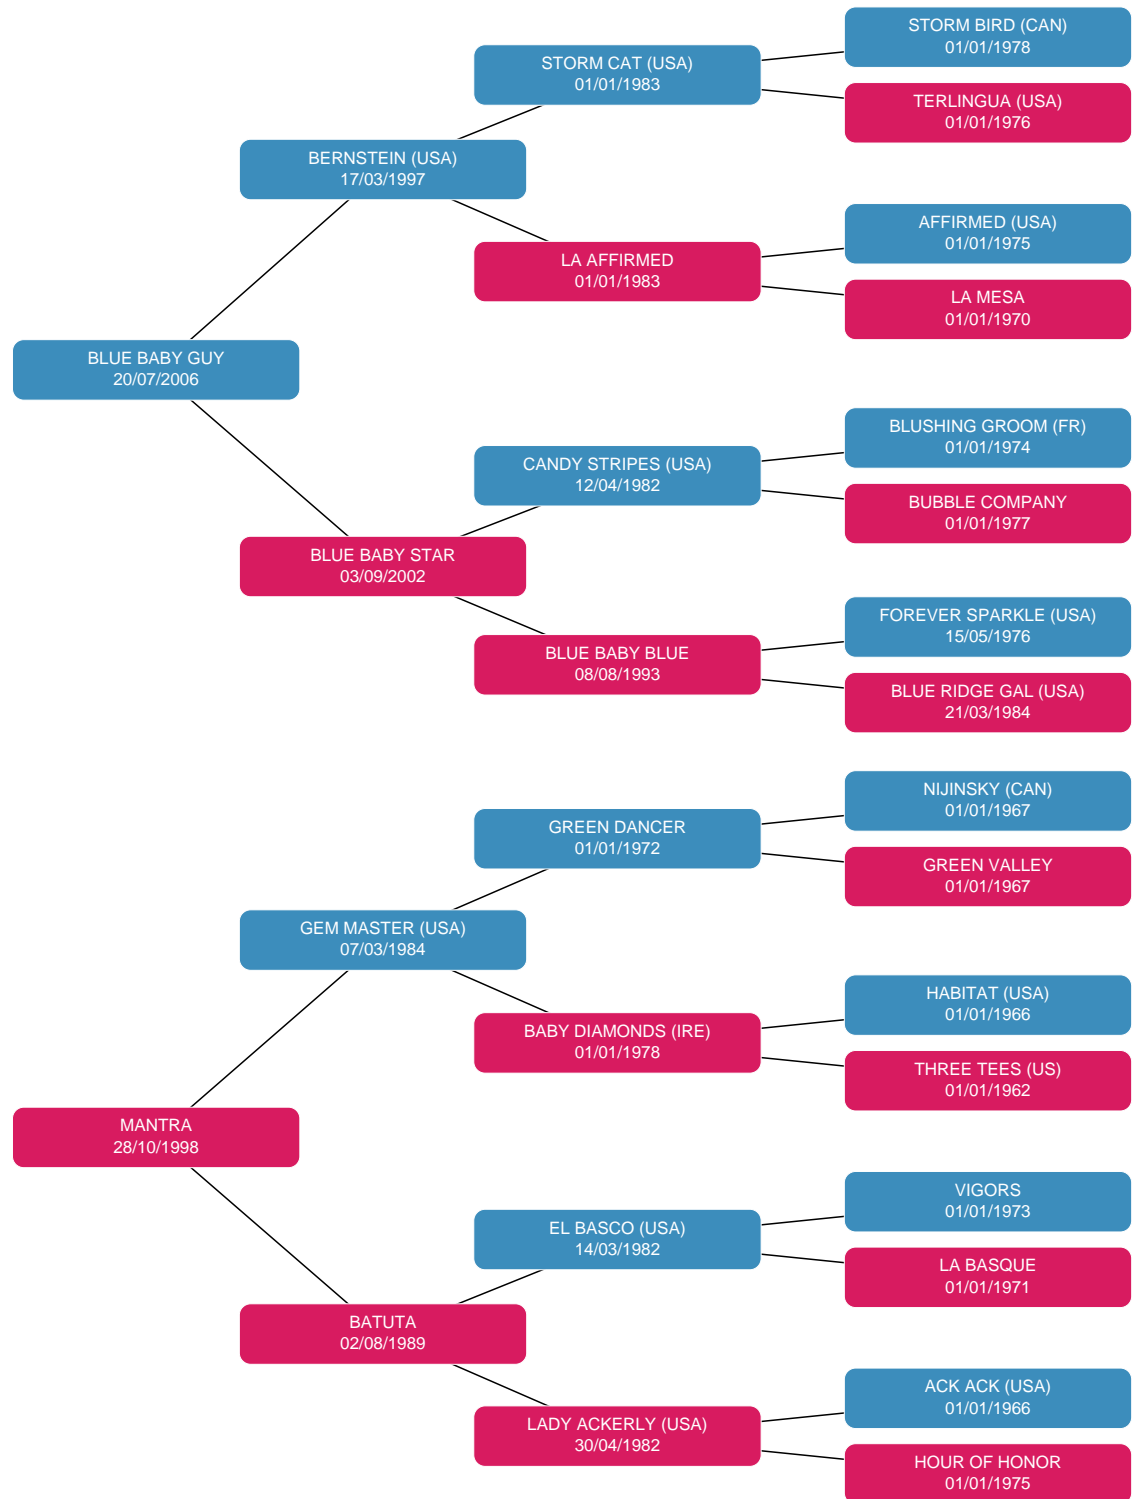 STORM BIRD (CAN)
01/01/1978
STORM CAT (USA)
01/01/1983
TERLINGUA (USA)
01/01/1976
BERNSTEIN (USA)
17/03/1997
AFFIRMED (USA)
01/01/1975
LA AFFIRMED
01/01/1983
LA MESA
01/01/1970
BLUE BABY GUY
20/07/2006
BLUSHING GROOM (FR)
01/01/1974
CANDY STRIPES (USA)
12/04/1982
BUBBLE COMPANY
01/01/1977
BLUE BABY STAR
03/09/2002
FOREVER SPARKLE (USA)
15/05/1976
BLUE BABY BLUE
08/08/1993
BLUE RIDGE GAL (USA)
21/03/1984
NIJINSKY (CAN)
01/01/1967
GREEN DANCER
01/01/1972
GREEN VALLEY
01/01/1967
GEM MASTER (USA)
07/03/1984
HABITAT (USA)
01/01/1966
BABY DIAMONDS (IRE)
01/01/1978
THREE TEES (US)
01/01/1962
MANTRA
28/10/1998
VIGORS
01/01/1973
EL BASCO (USA)
14/03/1982
LA BASQUE
01/01/1971
BATUTA
02/08/1989
ACK ACK (USA)
01/01/1966
LADY ACKERLY (USA)
30/04/1982
HOUR OF HONOR
01/01/1975